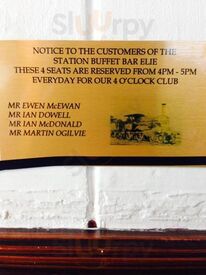 Sluurpy
NOTICE TO THE CUSTOMERS OF THE
STATION BUFFET BAR ELIE
THESE 4 SEATS ARE RESERVED FROM 4PM - 5PM
EVERYDAY FOR OUR 4 O'CLOCK CLUB
MR EWEN McEWAN
MR IAN DOWELL
MR IAN McDONALD
MR MARTIN OGILVIE